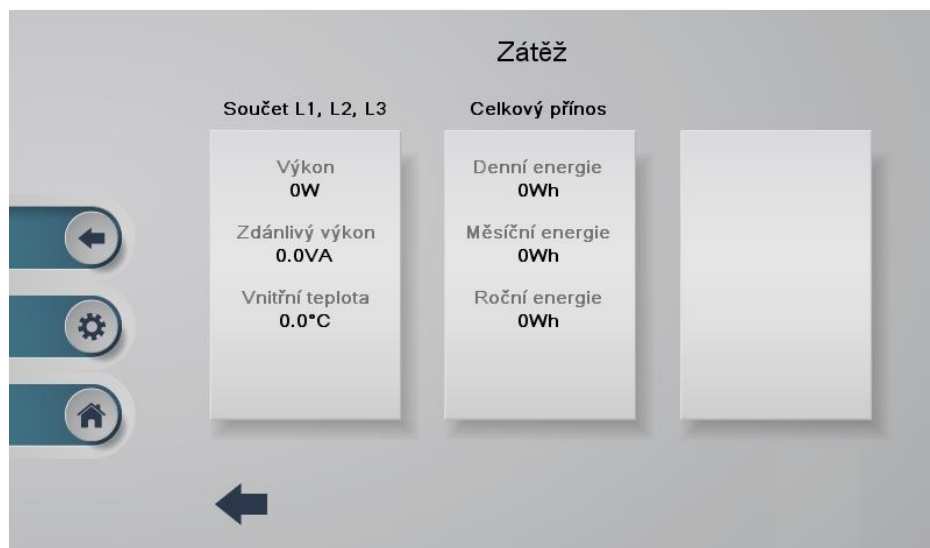 Zátěž
Součet L1, L2, L3
Výkon
0W
Zdánlivý výkon
0.0VA
Vnitřní teplota
0.0°C
Celkový přínos
Denní energie
0Wh
Měsíční energie
0Wh
Roční energie
0Wh